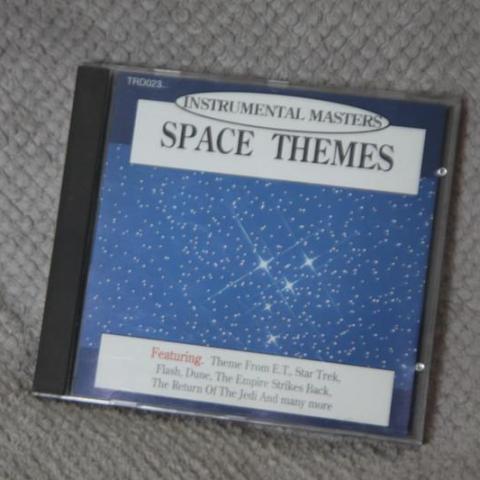 TRD023
INSTRUMENTAL MASTERS
SPACE THEMES
Featuring. Theme From E.T., Star Trek,
Flash, Dune, The Empire Strikes Back,
The Return Of The Jedi And many more